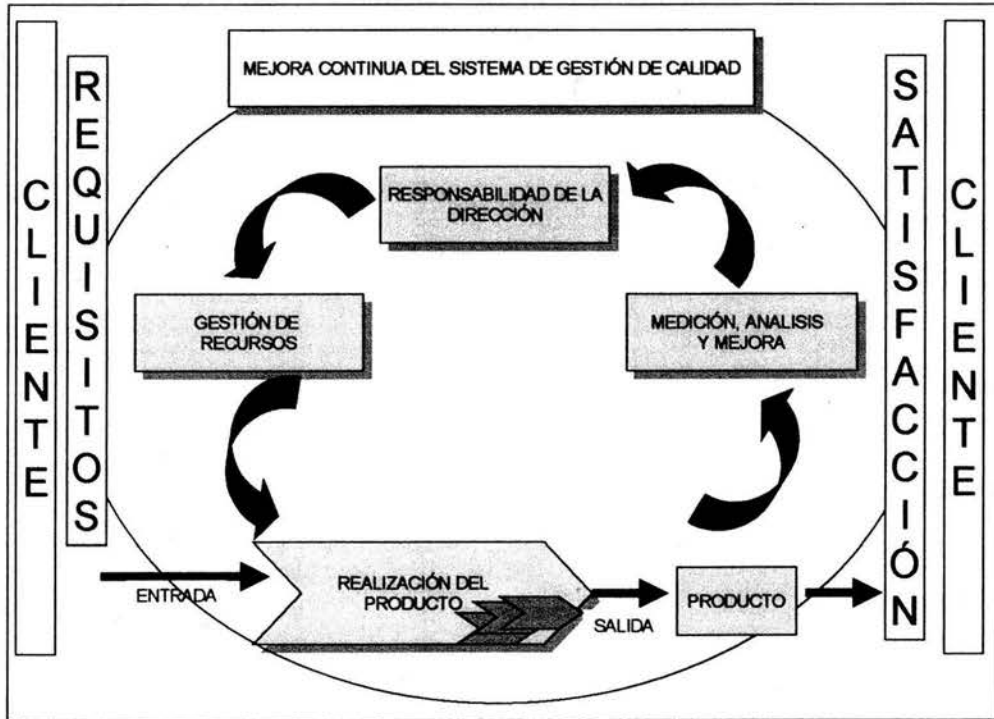 MEJORA CONTINUA DEL SISTEMA DE GESTIÓN DE CALIDAD
CLIENTE
REQUISITOS
RESPONSABILIDAD DE LA
DIRECCIÓN
GESTIÓN DE
RECURSOS
MEDICIÓN, ANALISIS
Y MEJORA
SATISFACCIÓN
CLIENTE
ENTRADA
REALIZACIÓN DEL
PRODUCTO
SALIDA
PRODUCTO